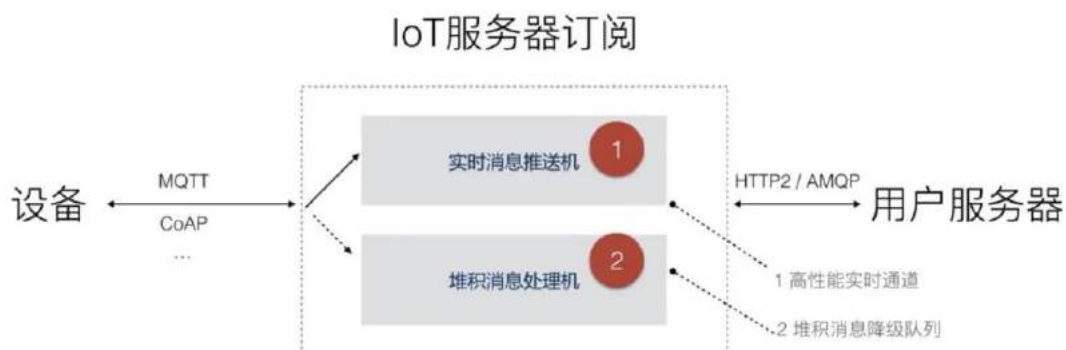 IoT服务器订阅
实时消息推送机
1
设备
MQTT
CoAP
...
HTTP2 / AMQP
用户服务器
堆积消息处理机
2
1 高性能实时通道
2 堆积消息降级队列